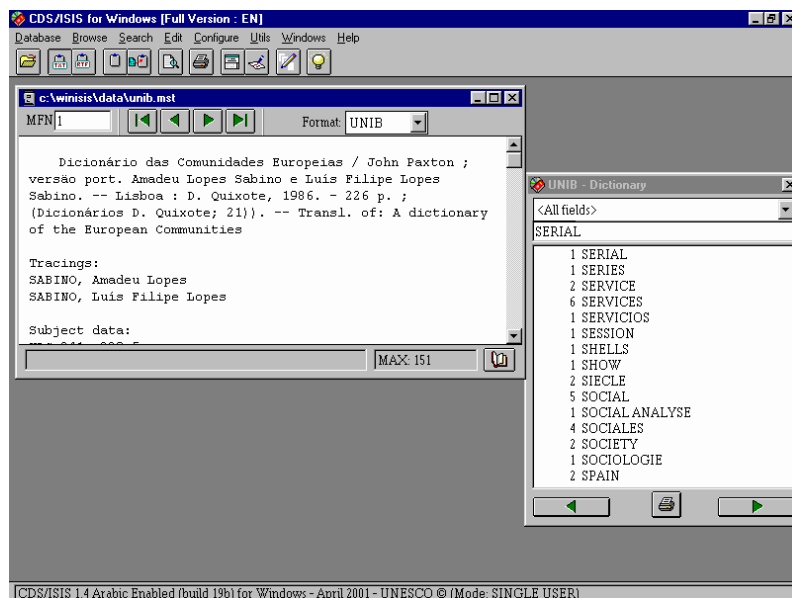 CDS/ISIS for Windows [Full Version : EN]
Database Browse Search Edit Configure Utils Windows Help
TXT RTF
c:\winisis\data\unib.mst
MFN 1 Format: UNIB
Dicionário das Comunidades Europeias / John Paxton ;
versão port. Amadeu Lopes Sabino e Luís Filipe Lopes
Sabino. -- Lisboa : D. Quixote, 1986. - 226 p. ;
(Dicionários D. Quixote; 21)). -- Transl. of: A dictionary
of the European Communities
Tracings:
SABINO, Amadeu Lopes
SABINO, Luís Filipe Lopes
Subject data:
MAX: 151
UNIB - Dictionary
<All fields>
SERIAL
1 SERIAL
1 SERIES
2 SERVICE
6 SERVICES
1 SERVICIOS
1 SESSION
1 SHELLS
1 SHOW
2 SIECLE
5 SOCIAL
1 SOCIAL ANALYSE
4 SOCIALES
2 SOCIETY
1 SOCIOLOGIE
2 SPAIN
CDS/ISIS 1.4 Arabic Enabled (build 19b) for Windows - April 2001 - UNESCO © (Mode: SINGLE USER)